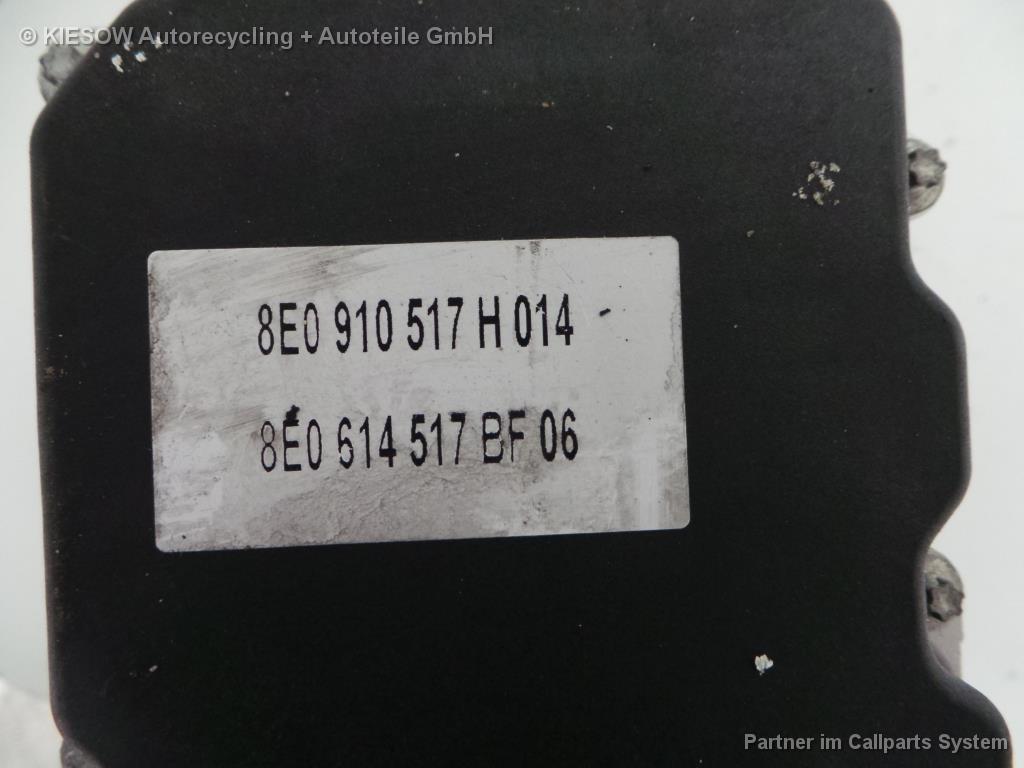 © KIESOW Autorecycling + Autoteile GmbH
8E0 910 517 H 014
8E0 614 517 BF 06
Partner im Callparts System